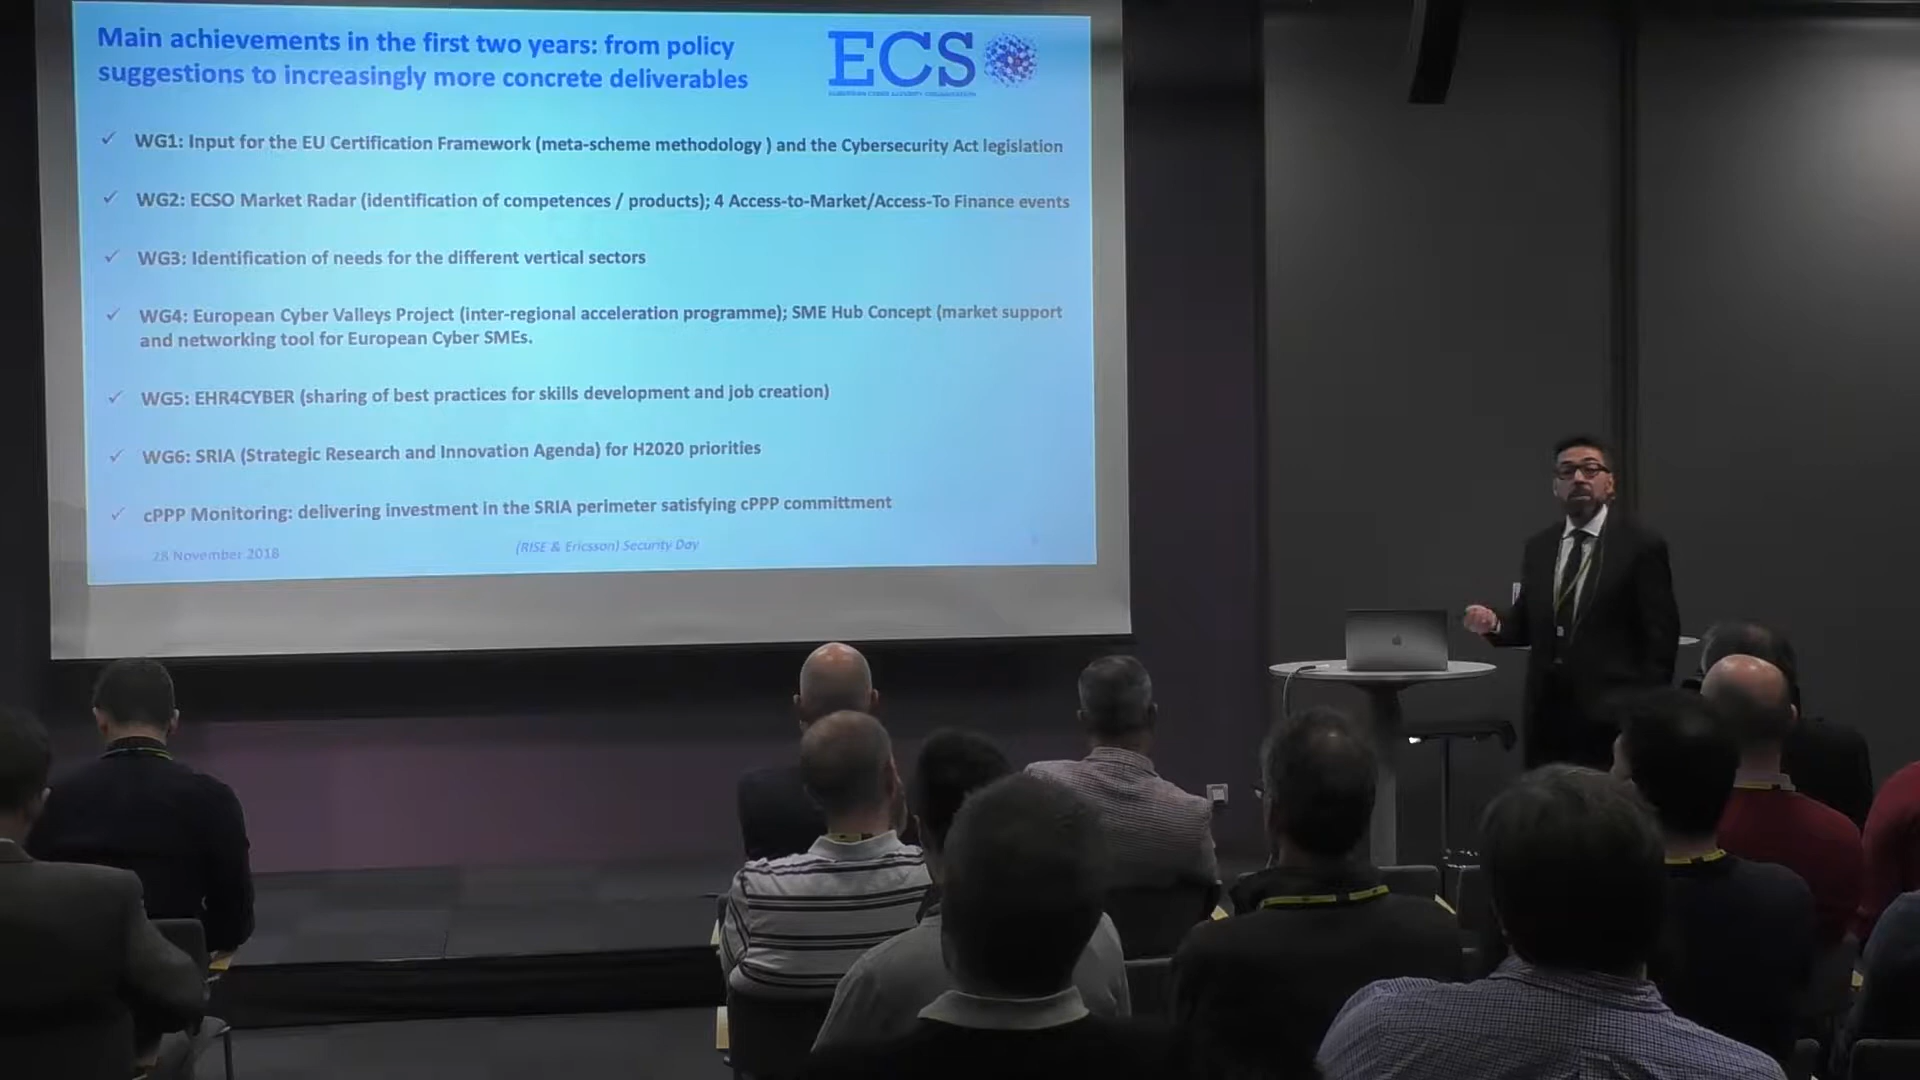 Main achievements in the first two years: from policy
suggestions to increasingly more concrete deliverables
ECS
EUROPEAN CYBER SECURITY ORGANISATION
✓ WG1: Input for the EU Certification Framework (meta-scheme methodology ) and the Cybersecurity Act legislation
✓ WG2: ECSO Market Radar (identification of competences / products); 4 Access-to-Market/Access-To Finance events
✓ WG3: Identification of needs for the different vertical sectors
✓ WG4: European Cyber Valleys Project (inter-regional acceleration programme); SME Hub Concept (market support
and networking tool for European Cyber SMEs.
✓ WG5: EHR4CYBER (sharing of best practices for skills development and job creation)
✓ WG6: SRIA (Strategic Research and Innovation Agenda) for H2020 priorities
✓ cPPP Monitoring: delivering investment in the SRIA perimeter satisfying cPPP committment
28 November 2018
(RISE & Ericsson) Security Day